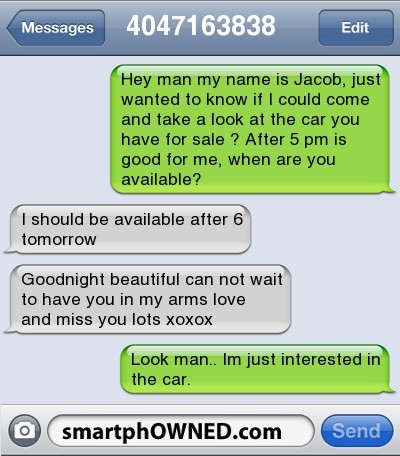 Messages
4047163838
Edit
Hey man my name is Jacob, just
wanted to know if I could come
and take a look at the car you
have for sale ? After 5 pm is
good for me, when are you
available?
I should be available after 6
tomorrow
Goodnight beautiful can not wait
to have you in my arms love
and miss you lots xoxox
Look man.. Im just interested in
the car.
smartphOWNED.com
Send